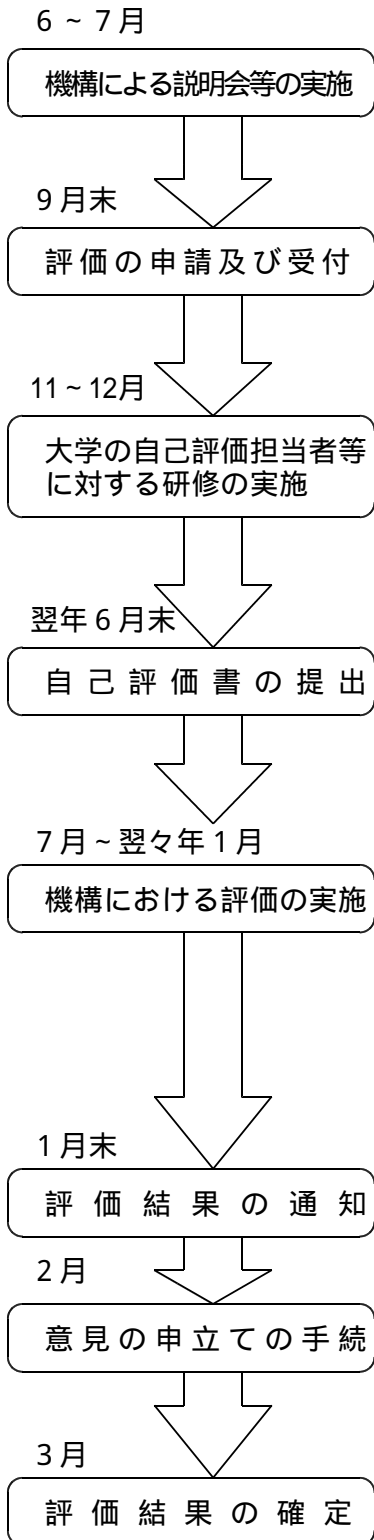 6 ~ 7月
機構による説明会等の実施
9月末
評価の申請及び受付
11 ~ 12月
大学の自己評価担当者等
に対する研修の実施
翌年6月末
自己評価書の提出
7月 ~ 翌々年1月
機構における評価の実施
1月末
評価結果の通知
2月
意見の申立ての手続
3月
評価結果の確定